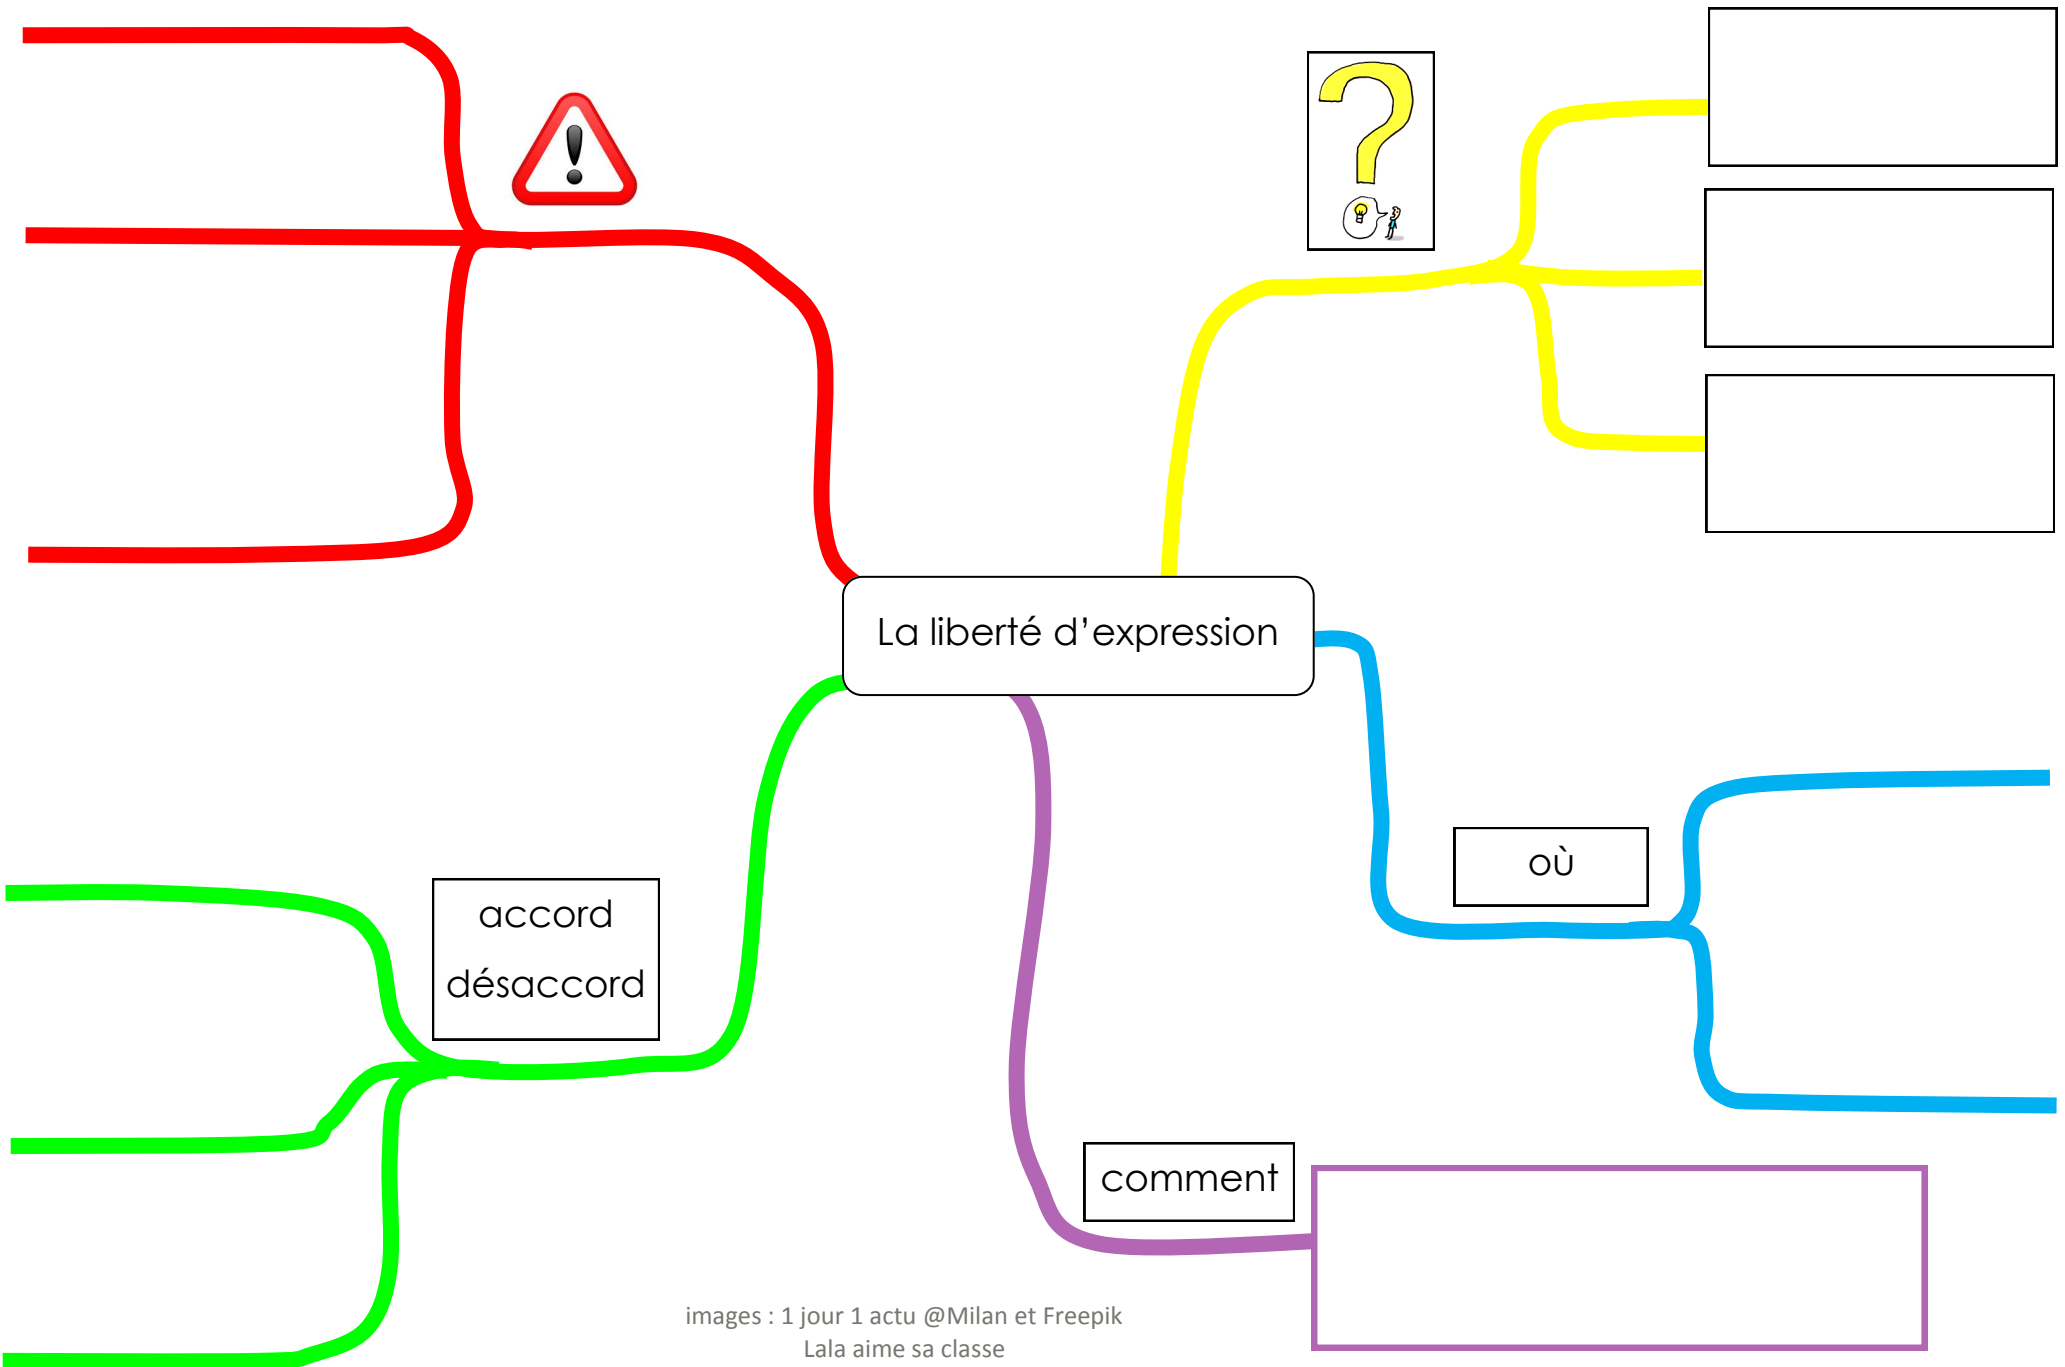 La liberté d’expression
où
accord
désaccord
comment
images : 1 jour 1 actu @Milan et Freepik
Lala aime sa classe